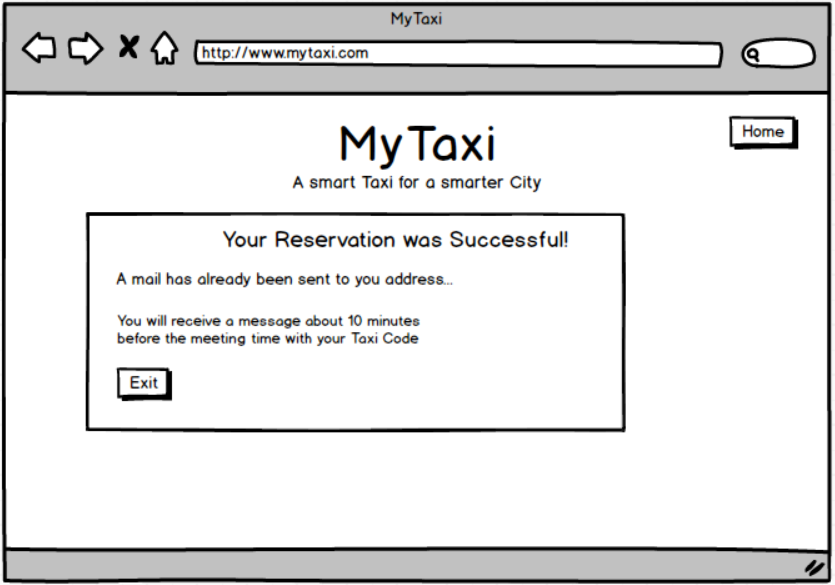 MyTaxi
http://www.mytaxi.com
MyTaxi
Home
A smart Taxi for a smarter City
Your Reservation was Successful!
A mail has already been sent to you address...
You will receive a message about 10 minutes
before the meeting time with your Taxi Code
Exit